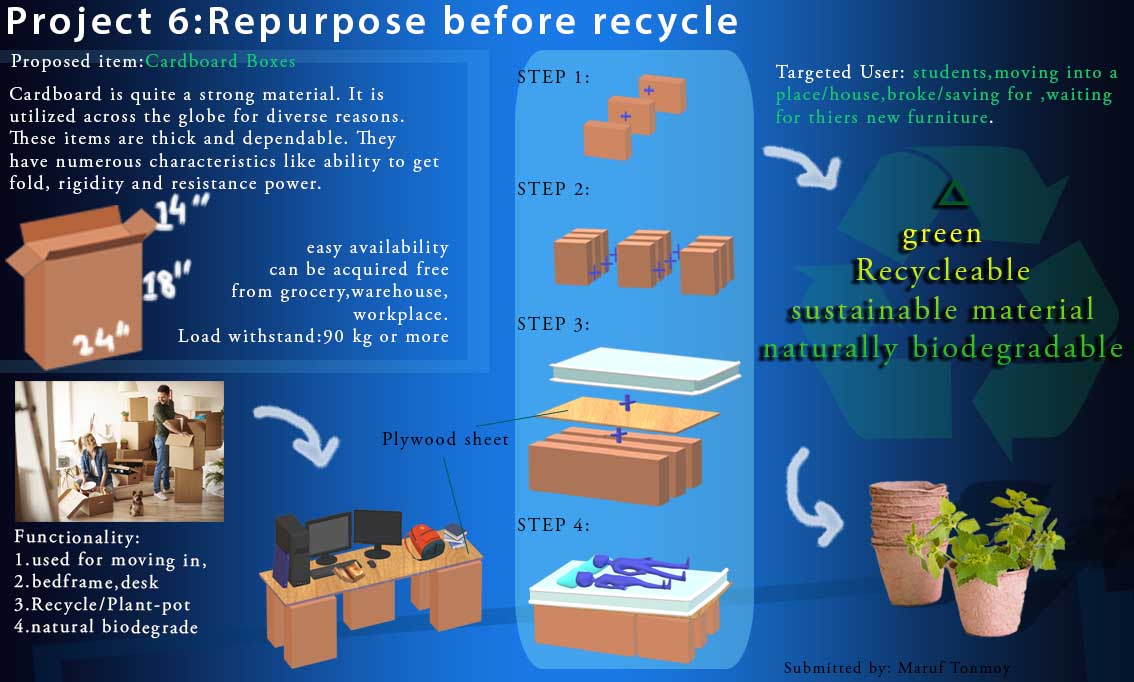 Project 6:Repurpose before recycle
Proposed item:Cardboard Boxes
Cardboard is quite a strong material. It is
utilized across the globe for diverse reasons.
These items are thick and dependable. They
have numerous characteristics like ability to get
fold, rigidity and resistance power.
14"
18"
24"
easy availability
can be acquired free
from grocery,warehouse,
workplace.
Load withstand:90 kg or more
Functionality:
1.used for moving in,
2.bedframe,desk
3.Recycle/Plant-pot
4.natural biodegrade
Plywood sheet
STEP 1:
STEP 2:
STEP 3:
STEP 4:
Targeted User: students,moving into a
place/house,broke/saving for ,waiting
for thiers new furniture.
green
Recycleable
sustainable material
naturally biodegradable
Submitted by: Maruf Tonmoy